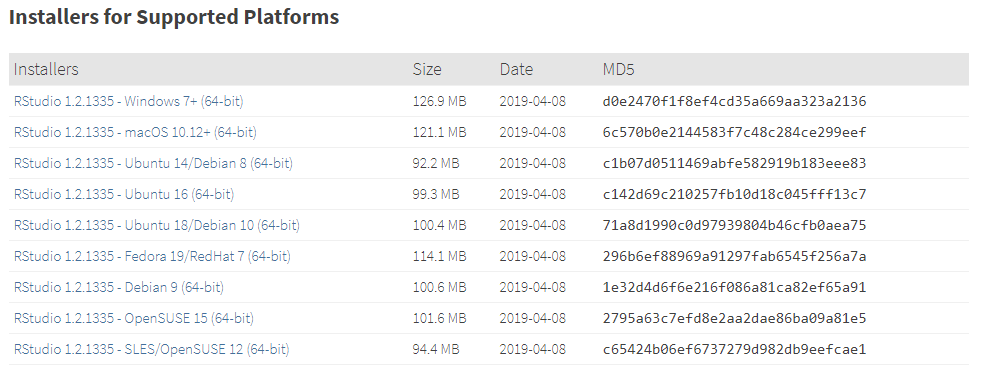 Installers for Supported Platforms
Installers Size Date MD5
RStudio 1.2.1335 - Windows 7+ (64-bit) 126.9 MB 2019-04-08 d0e2470f1f8ef4cd35a669aa323a2136
RStudio 1.2.1335 - macOS 10.12+ (64-bit) 121.1 MB 2019-04-08 6c570b0e2144583f7c48c284ce299eef
RStudio 1.2.1335 - Ubuntu 14/Debian 8 (64-bit) 92.2 MB 2019-04-08 c1b07d0511469abfe582919b183eee83
RStudio 1.2.1335 - Ubuntu 16 (64-bit) 99.3 MB 2019-04-08 c142d69c210257fb10d18c045fff13c7
RStudio 1.2.1335 - Ubuntu 18/Debian 10 (64-bit) 100.4 MB 2019-04-08 71a8d1990c0d97939804b46cfb0aea75
RStudio 1.2.1335 - Fedora 19/RedHat 7 (64-bit) 114.1 MB 2019-04-08 296b6ef88969a91297fab6545f256a7a
RStudio 1.2.1335 - Debian 9 (64-bit) 100.6 MB 2019-04-08 1e32d4d6f6e216f086a81ca82ef65a91
RStudio 1.2.1335 - OpenSUSE 15 (64-bit) 101.6 MB 2019-04-08 2795a63c7efd8e2aa2dae86ba09a81e5
RStudio 1.2.1335 - SLES/OpenSUSE 12 (64-bit) 94.4 MB 2019-04-08 c65424b06ef6737279d982db9eefcae1